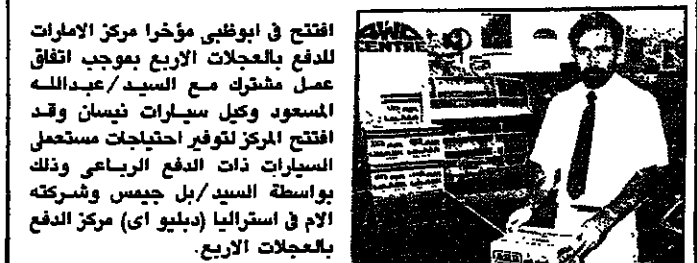 افتتح في ابوظبي مؤخرا مركز الامارات
للدفع بالعجلات الاربع بموجب اتفاق
عمل مشترك مع السيد/عبدالله
المسعود وكيل سيارات نيسان وقد
افتتح المركز لتوفير احتياجات مستعملي
السيارات ذات الدفع الرباعي وذلك
بواسطة السيد/بل جيمس وشركته
الام في استراليا (دبليو اي) مركز الدفع
بالعجلات الاربع.
4WD
CENTRE